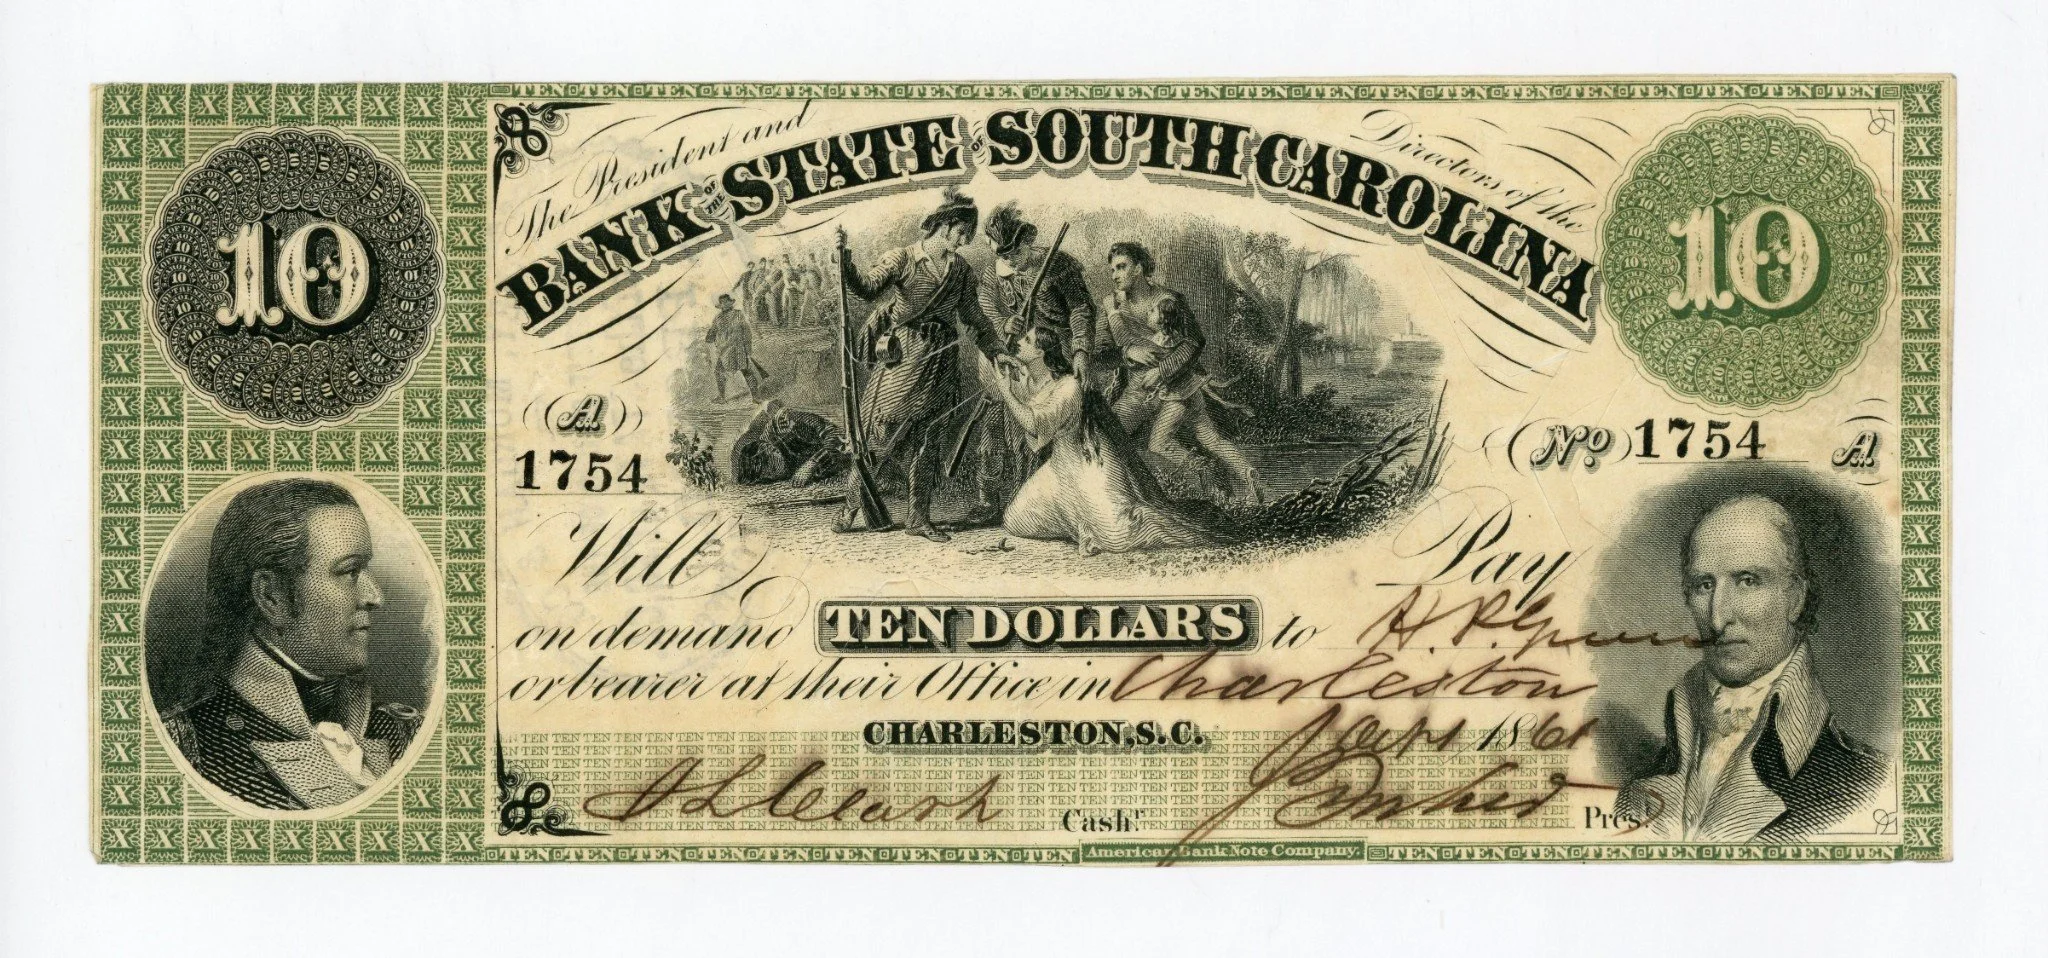 The President and Directors of the
BANK OF THE STATE OF SOUTH CAROLINA
10
10
A
1754
No 1754 A
Will Pay
on demand TEN DOLLARS to H. P. Green
or bearer at their Office in Charleston
CHARLESTON, S.C. 1861
Cashr Pres.
American Bank Note Company.